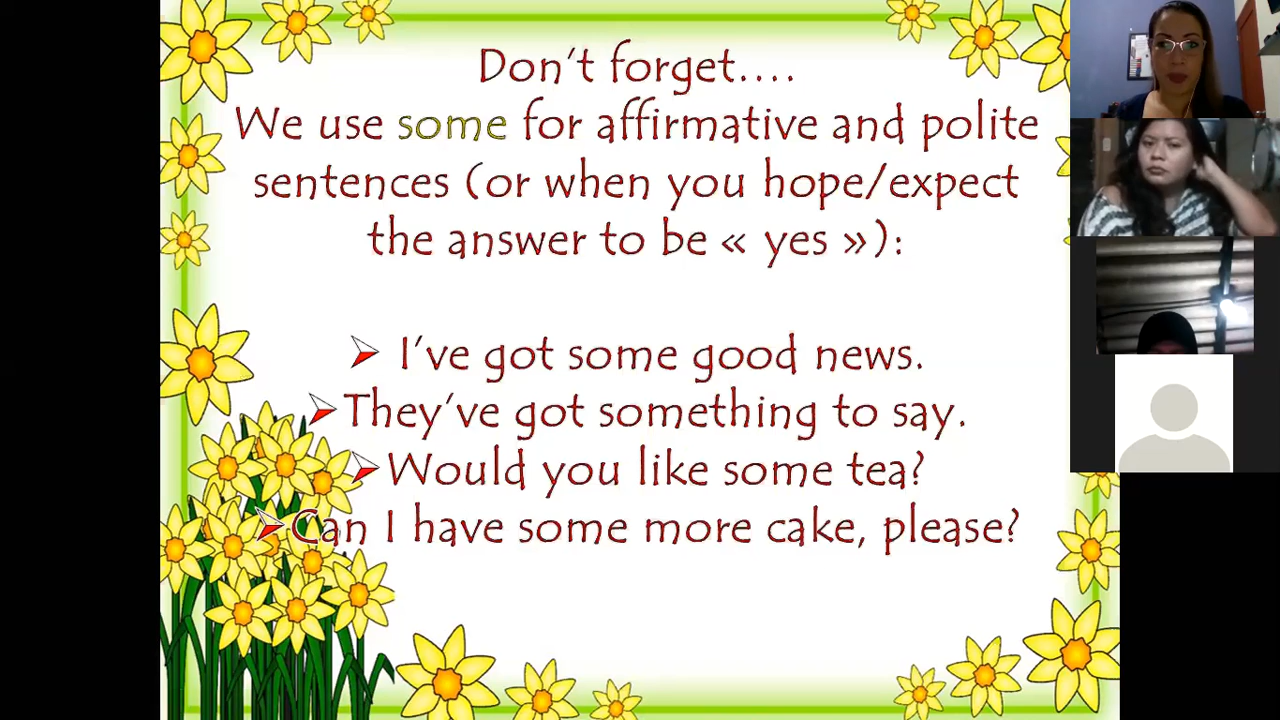 Don't forget....
We use some for affirmative and polite
sentences (or when you hope/expect
the answer to be « yes »):
I've got some good news.
They've got something to say.
Would you like some tea?
Can I have some more cake, please?